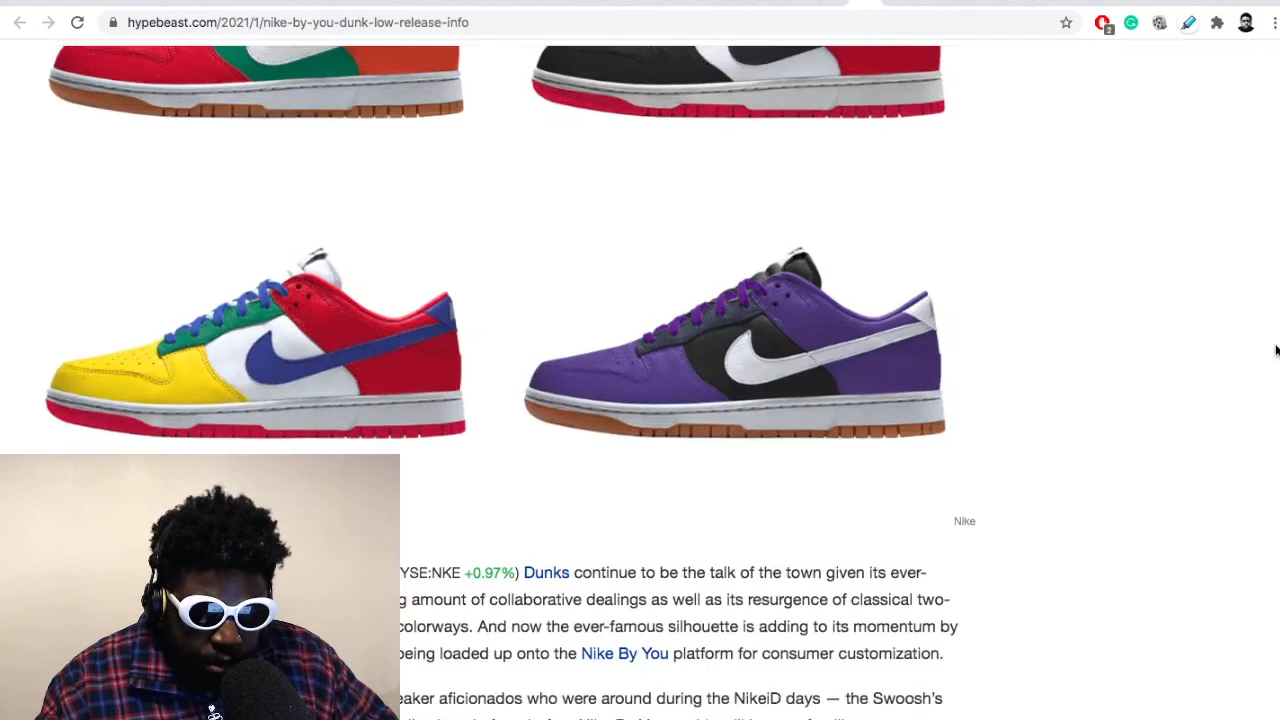 hypebeast.com/2021/1/nike-by-you-dunk-low-release-info
2
Nike
YSE:NKE +0.97%) Dunks continue to be the talk of the town given its ever-
g amount of collaborative dealings as well as its resurgence of classical two-
colorways. And now the ever-famous silhouette is adding to its momentum by
being loaded up onto the Nike By You platform for consumer customization.
eaker aficionados who were around during the NikeiD days — the Swoosh's